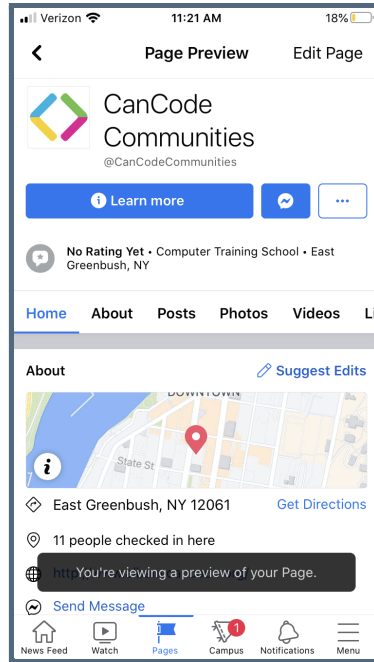 Verizon 11:21 AM 18%
Page Preview Edit Page
CanCode
Communities
@CanCodeCommunities
Learn more
No Rating Yet • Computer Training School • East
Greenbush, NY
Home About Posts Photos Videos Li
About Suggest Edits
DOWNTOWN
State St
East Greenbush, NY 12061 Get Directions
11 people checked in here
You're viewing a preview of your Page.
Send Message
1
News Feed Watch Pages Campus Notifications Menu